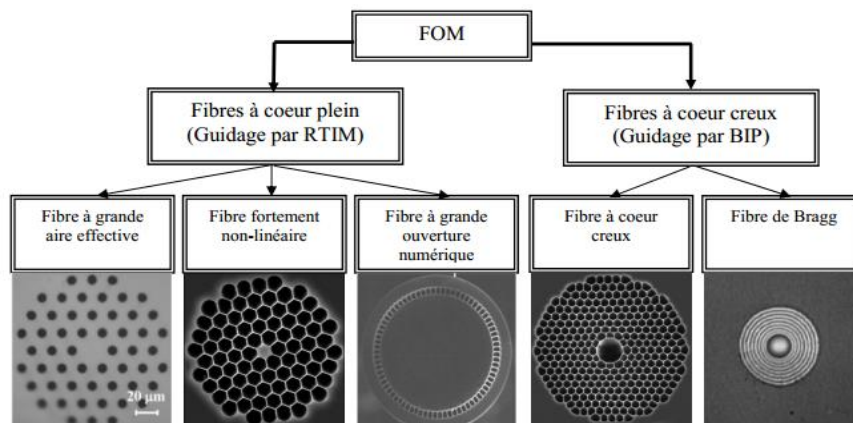 FOM
Fibres à coeur plein
(Guidage par RTIM)
Fibres à coeur creux
(Guidage par BIP)
Fibre à grande
aire effective
Fibre fortement
non-linéaire
Fibre à grande
ouverture
numérique
Fibre à coeur
creux
Fibre de Bragg
20 µm